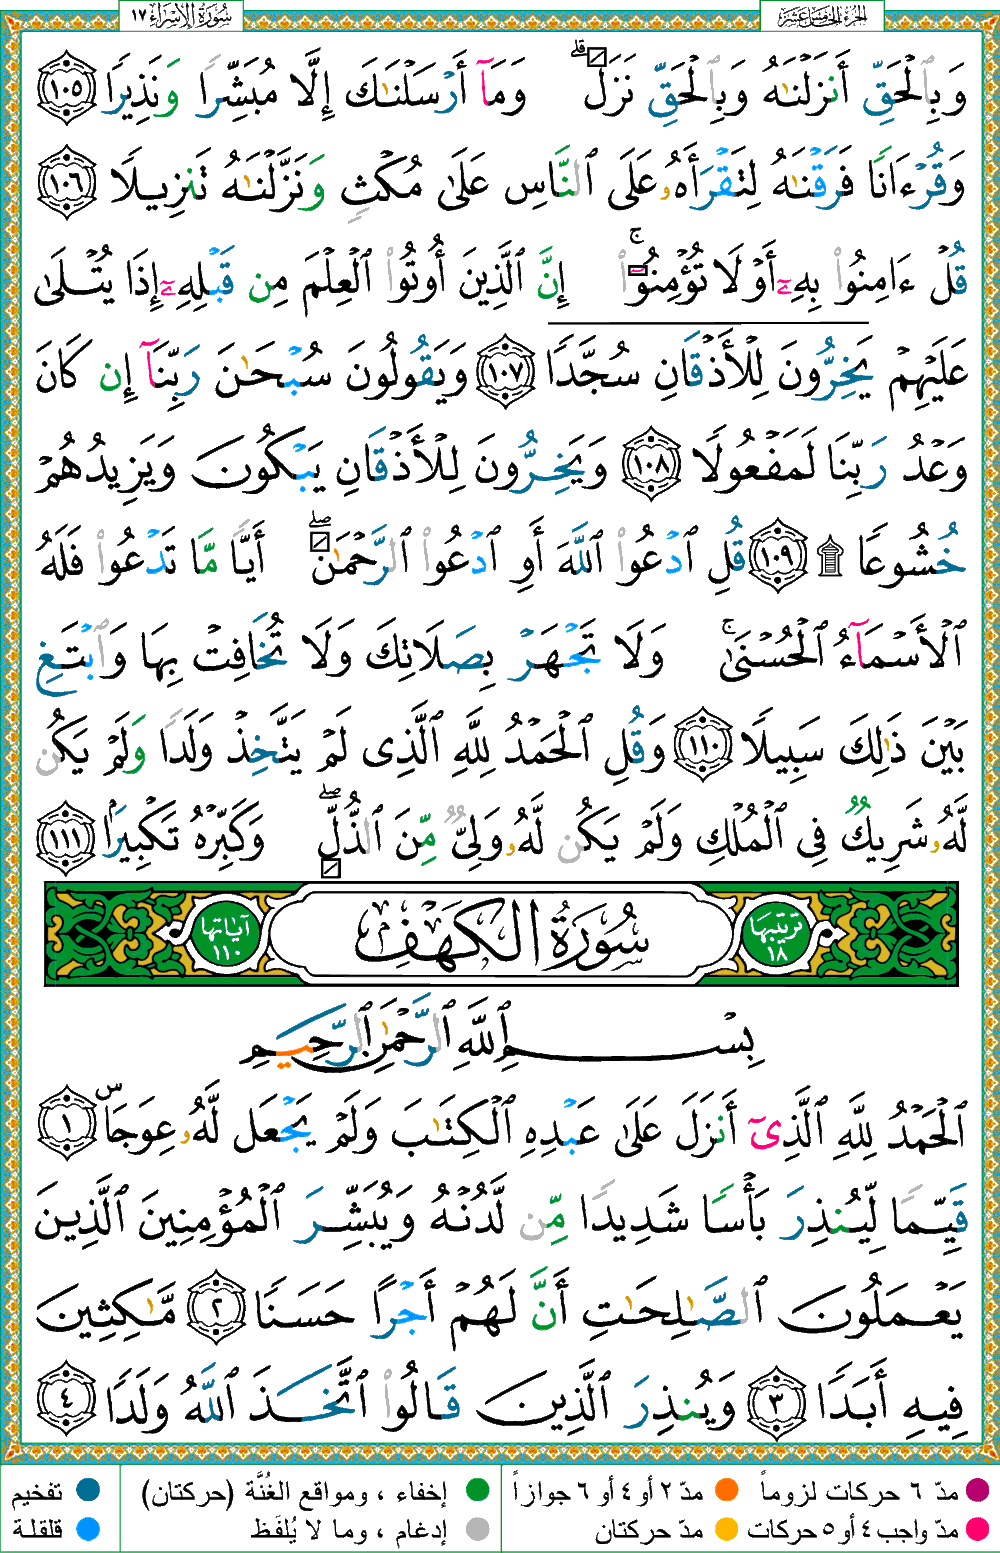 الجزء الخامس عشر
سُورَةُ الإِسْرَاءِ ١٧
وَبِٱلْحَقِّ أَنزَلْنَٰهُ وَبِٱلْحَقِّ نَزَلَ ۗ وَمَآ أَرْسَلْنَٰكَ إِلَّا مُبَشِّرًا وَنَذِيرًا ١٠٥
وَقُرْءَانًا فَرَقْنَٰهُ لِتَقْرَأَهُۥ عَلَى ٱلنَّاسِ عَلَىٰ مُكْثٍ وَنَزَّلْنَٰهُ تَنزِيلًا ١٠٦
قُلْ ءَامِنُوا۟ بِهِۦٓ أَوْ لَا تُؤْمِنُوٓا۟ ۚ إِنَّ ٱلَّذِينَ أُوتُوا۟ ٱلْعِلْمَ مِن قَبْلِهِۦٓ إِذَا يُتْلَىٰ
عَلَيْهِمْ يَخِرُّونَ لِلْأَذْقَانِ سُجَّدًا ١٠٧ وَيَقُولُونَ سُبْحَٰنَ رَبِّنَآ إِن كَانَ
وَعْدُ رَبِّنَا لَمَفْعُولًا ١٠٨ وَيَخِرُّونَ لِلْأَذْقَانِ يَبْكُونَ وَيَزِيدُهُمْ
خُشُوعًا ۩ ١٠٩ قُلِ ٱدْعُوا۟ ٱللَّهَ أَوِ ٱدْعُوا۟ ٱلرَّحْمَٰنَ ۖ أَيًّا مَّا تَدْعُوا۟ فَلَهُ
ٱلْأَسْمَآءُ ٱلْحُسْنَىٰ ۚ وَلَا تَجْهَرْ بِصَلَاتِكَ وَلَا تُخَافِتْ بِهَا وَٱبْتَغِ
بَيْنَ ذَٰلِكَ سَبِيلًا ١١٠ وَقُلِ ٱلْحَمْدُ لِلَّهِ ٱلَّذِى لَمْ يَتَّخِذْ وَلَدًا وَلَمْ يَكُن
لَّهُۥ شَرِيكٌ فِى ٱلْمُلْكِ وَلَمْ يَكُن لَّهُۥ وَلِىٌّ مِّنَ ٱلذُّلِّ ۖ وَكَبِّرْهُ تَكْبِيرًۢا ١١١
ترتيبها ١٨ سُورَةُ الكَهْفِ آياتها ١١٠
بِسْمِ ٱللَّهِ ٱلرَّحْمَٰنِ ٱلرَّحِيمِ
ٱلْحَمْدُ لِلَّهِ ٱلَّذِىٓ أَنزَلَ عَلَىٰ عَبْدِهِ ٱلْكِتَٰبَ وَلَمْ يَجْعَل لَّهُۥ عِوَجَاۜ ١
قَيِّمًا لِّيُنذِرَ بَأْسًا شَدِيدًا مِّن لَّدُنْهُ وَيُبَشِّرَ ٱلْمُؤْمِنِينَ ٱلَّذِينَ
يَعْمَلُونَ ٱلصَّٰلِحَٰتِ أَنَّ لَهُمْ أَجْرًا حَسَنًا ٢ مَّٰكِثِينَ
فِيهِ أَبَدًا ٣ وَيُنذِرَ ٱلَّذِينَ قَالُوا۟ ٱتَّخَذَ ٱللَّهُ وَلَدًا ٤
مدّ ٦ حركات لزوماً مدّ ٢ أو ٤ أو ٦ جوازاً إخفاء ، ومواقع الغُنَّة (حركتان) تفخيم
مدّ واجب ٤ أو ٥ حركات مدّ حركتان إدغام ، وما لا يُلفَظ قلقلة